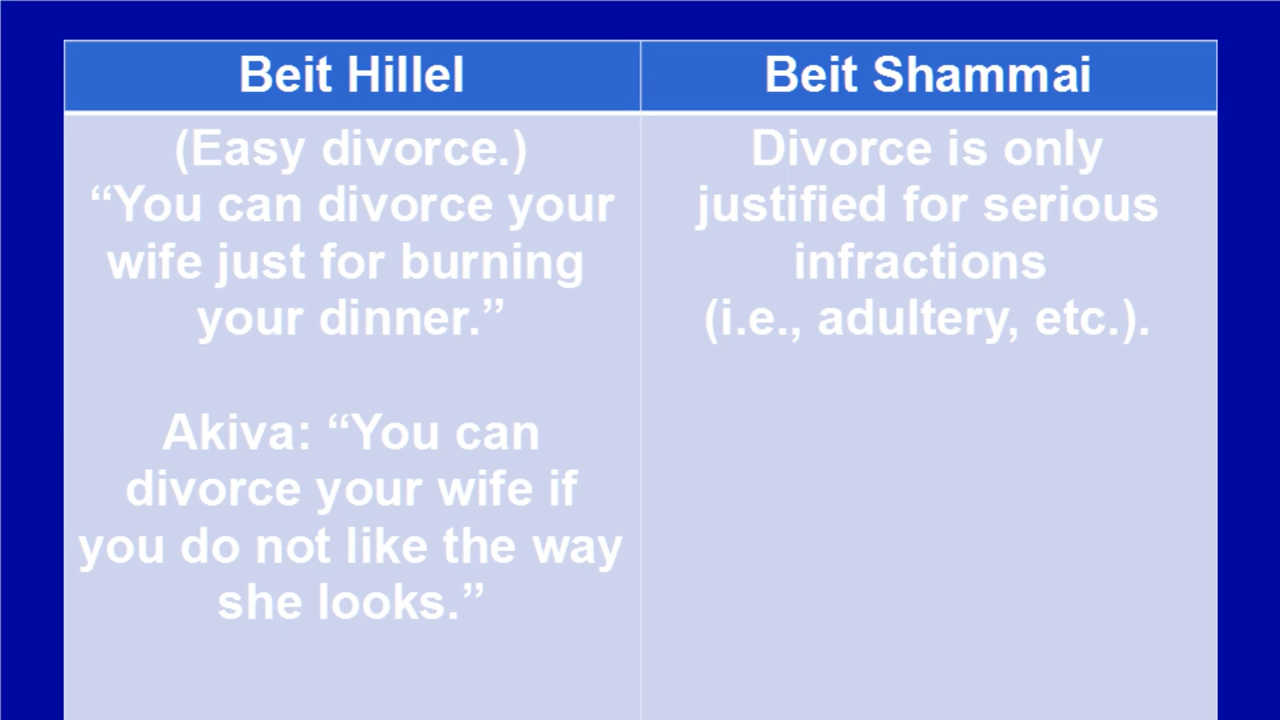 Beit Hillel
Beit Shammai
(Easy divorce.)
“You can divorce your
wife just for burning
your dinner.”
Akiva: “You can
divorce your wife if
you do not like the way
she looks.”
Divorce is only
justified for serious
infractions
(i.e., adultery, etc.).